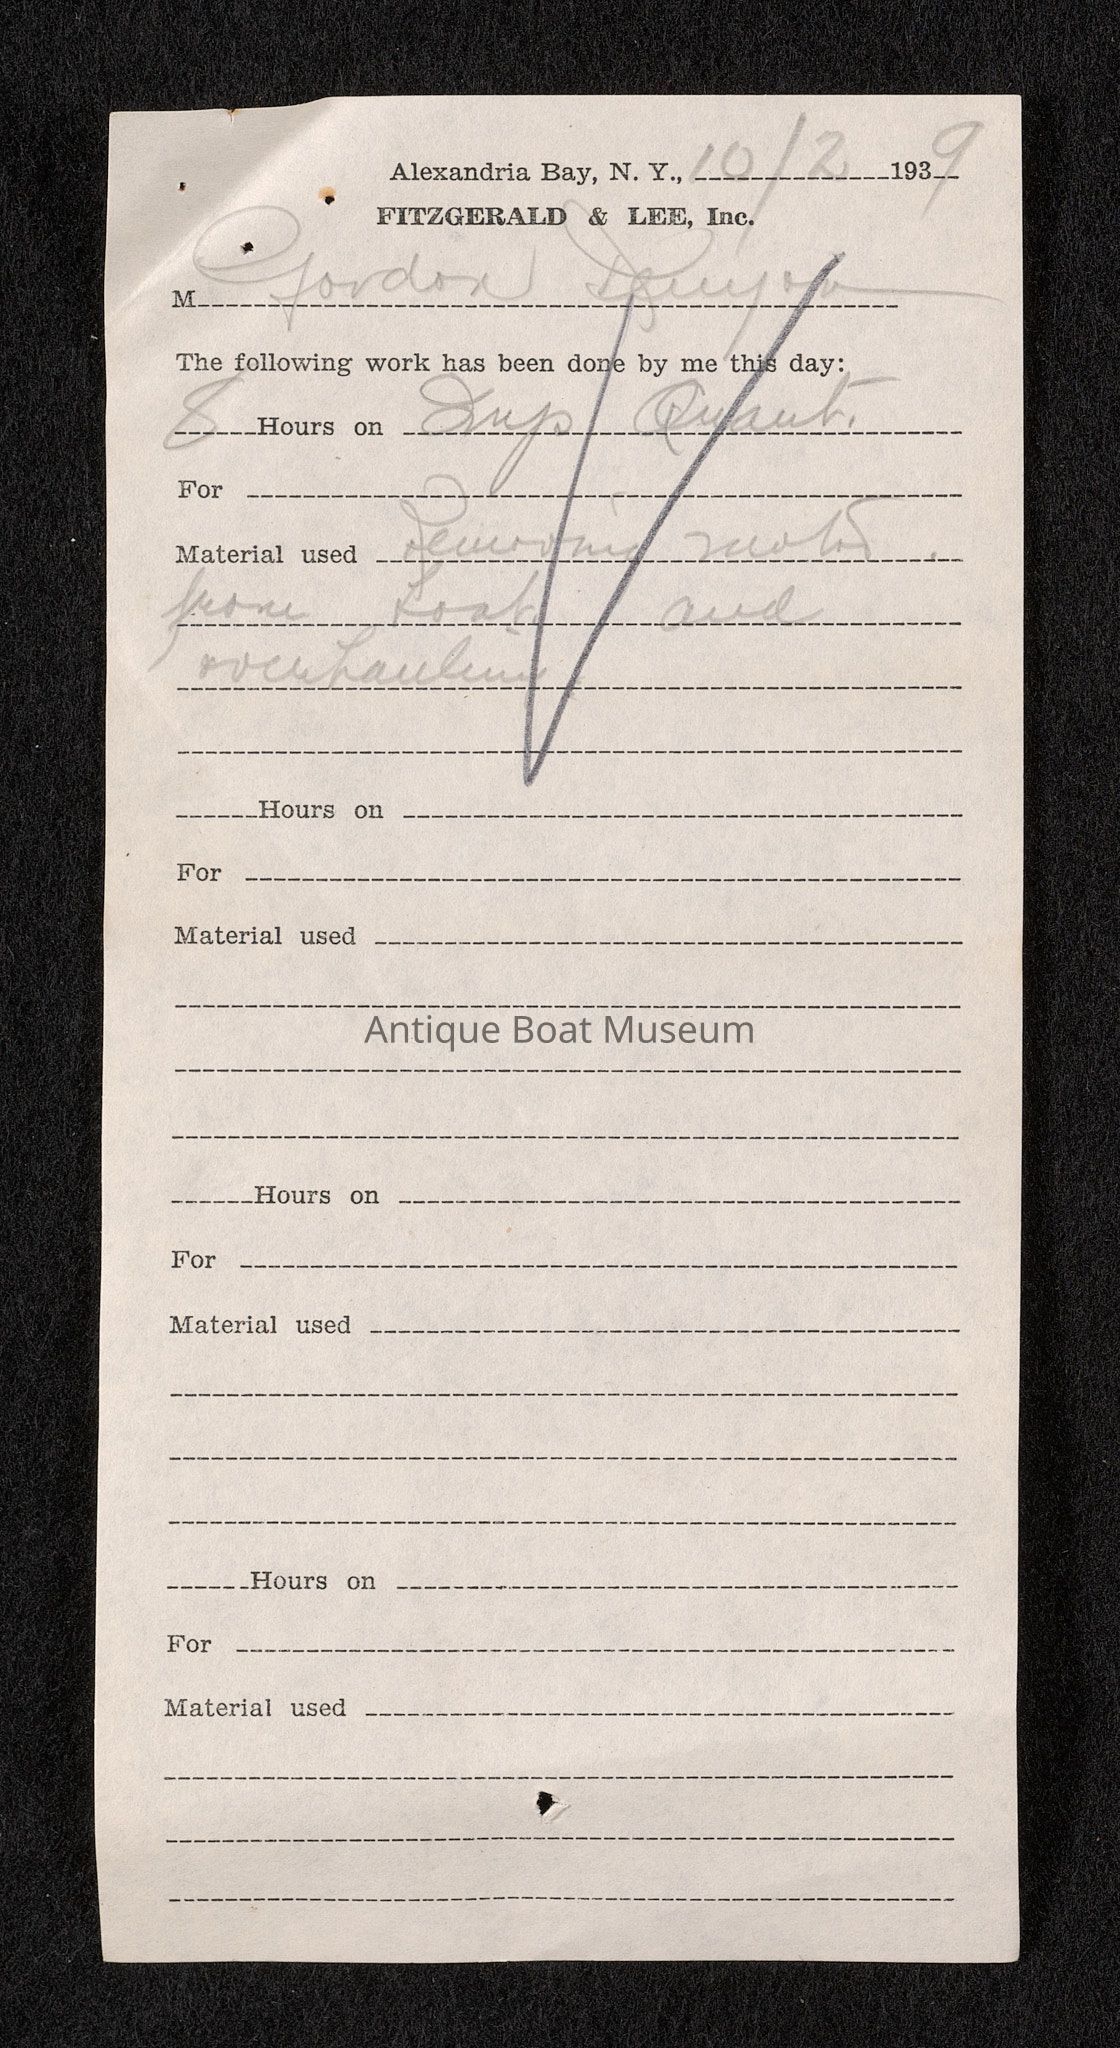 Alexandria Bay, N. Y., 10/2 1939
FITZGERALD & LEE, Inc.
M Gordon
The following work has been done by me this day:
8 Hours on
For
Material used Removing motor
from boat and
overhauling
Hours on
For
Material used
Antique Boat Museum
Hours on
For
Material used
Hours on
For
Material used